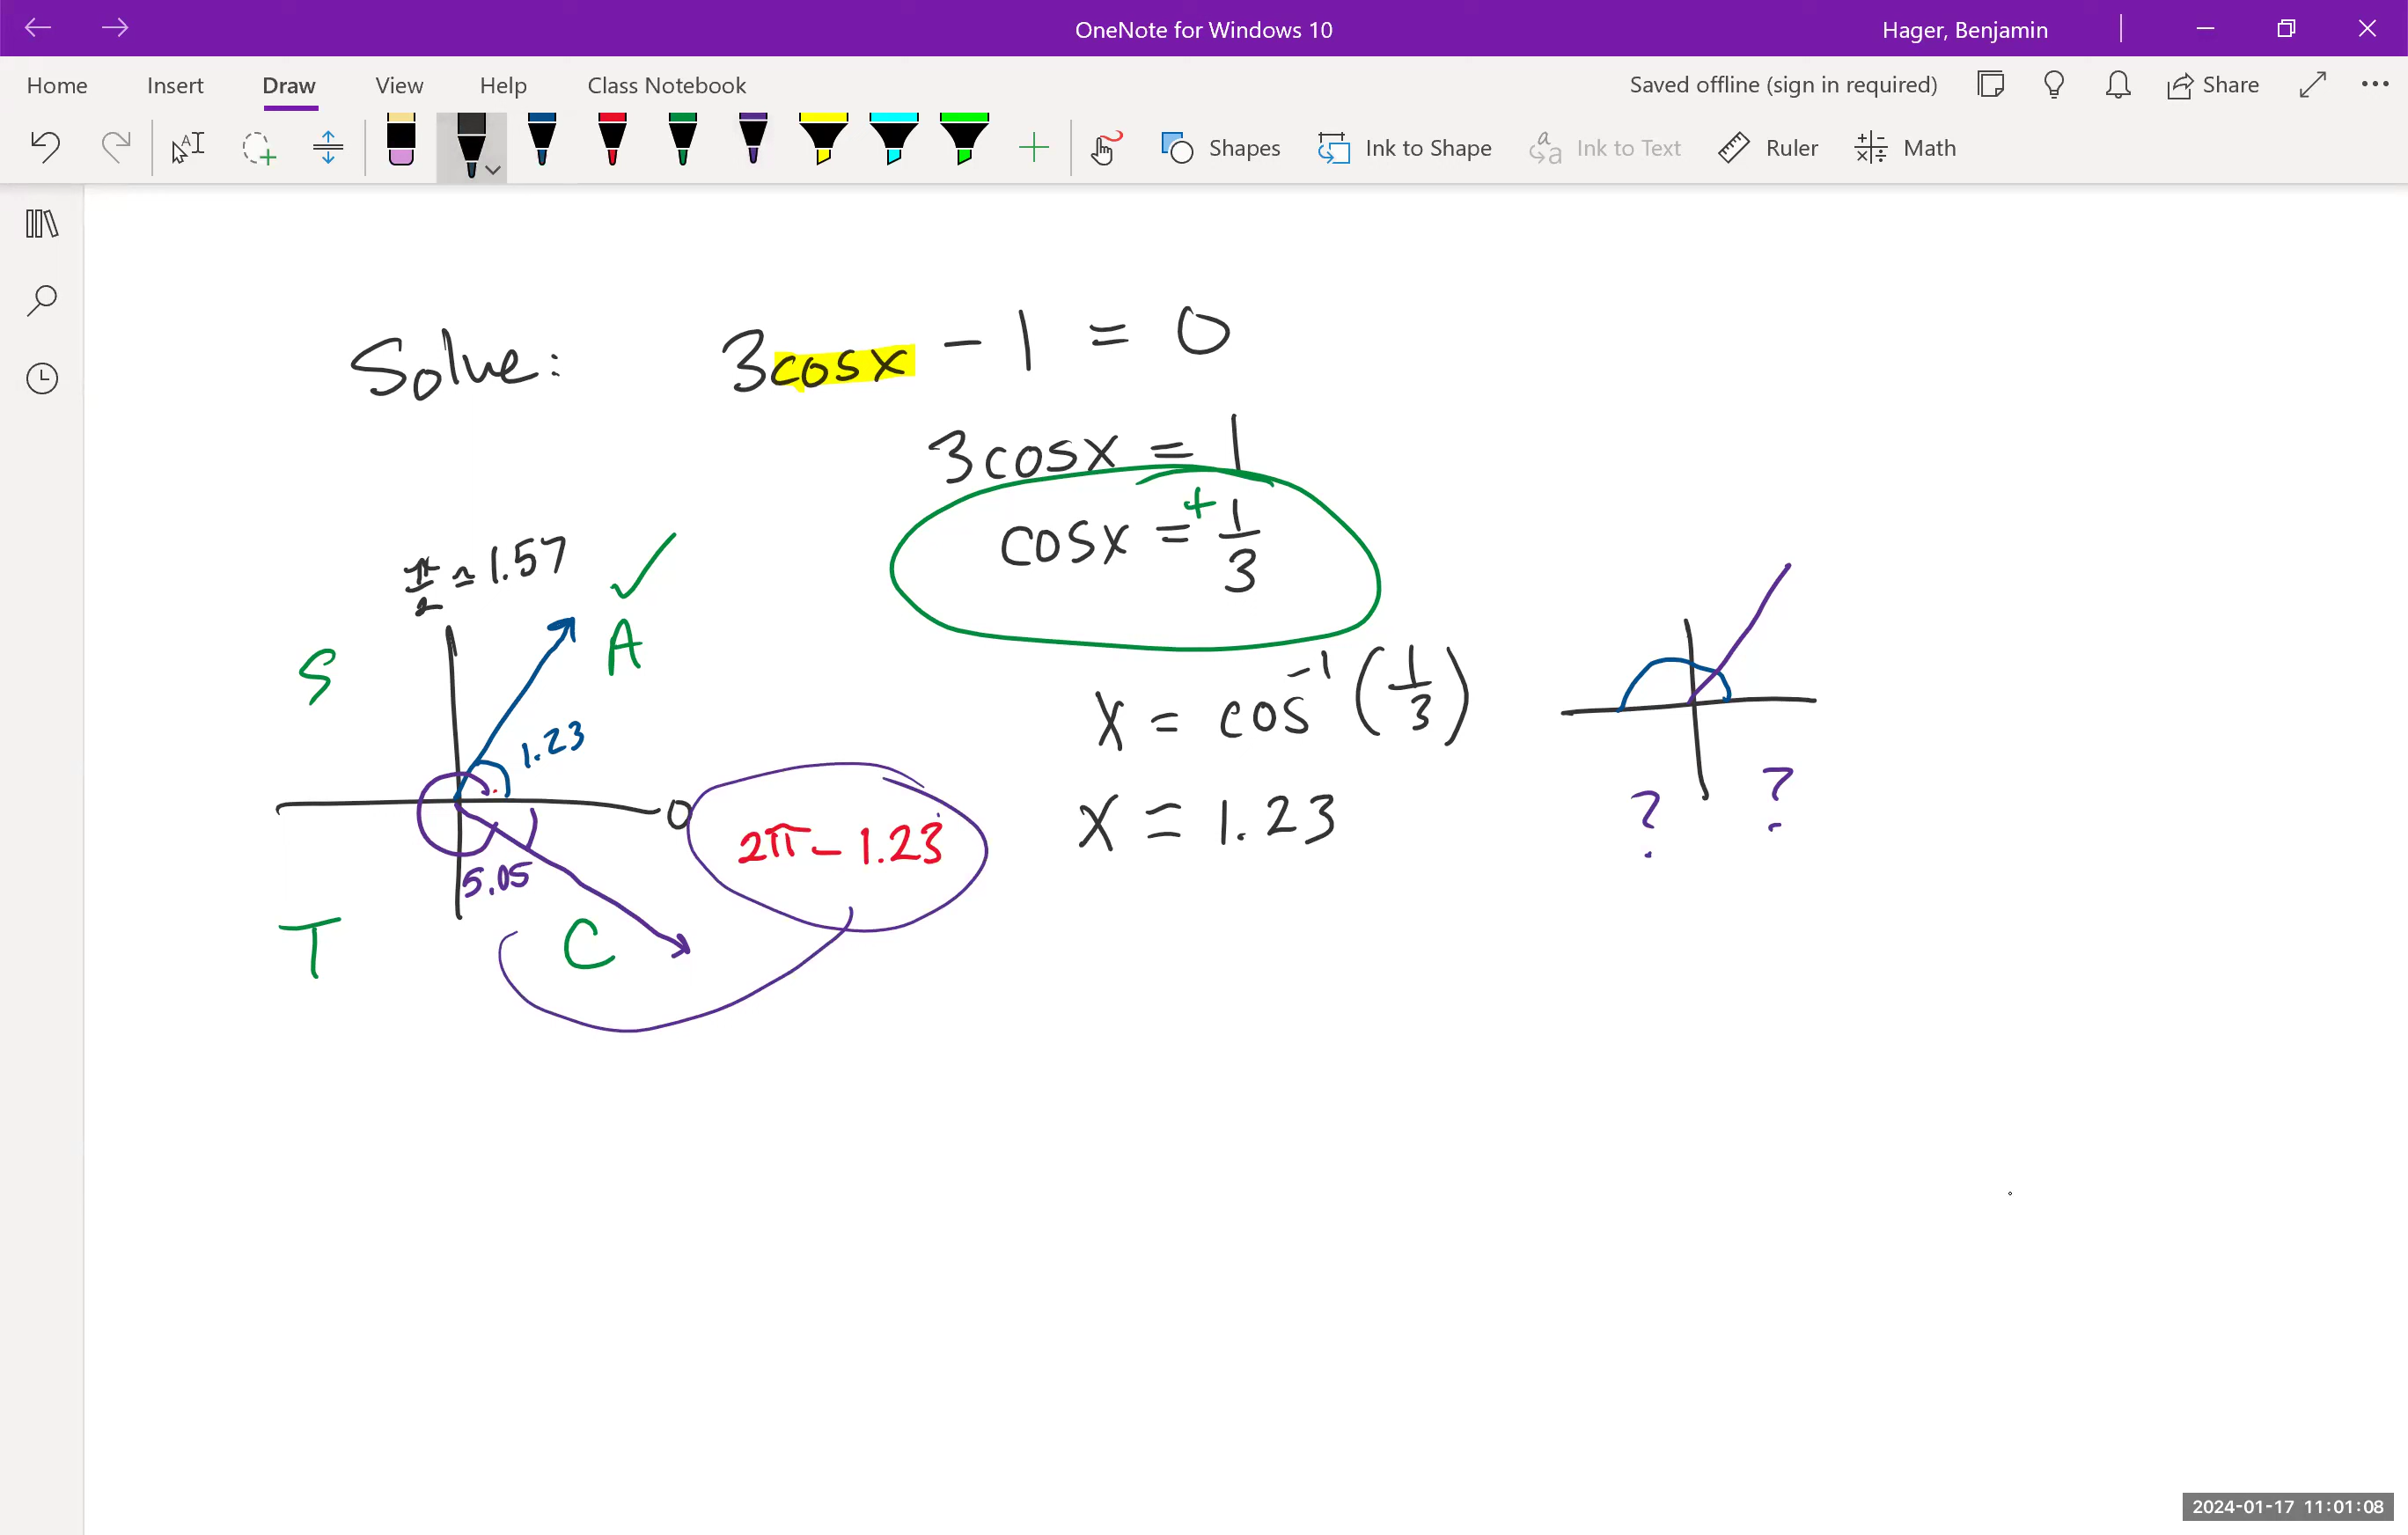 OneNote for Windows 10
Hager, Benjamin
Home Insert Draw View Help Class Notebook
Saved offline (sign in required) Share
Shapes Ink to Shape Ink to Text Ruler Math
Solve: 3cosx - 1 = 0
3cosx = 1
cosx = + 1/3
π/2 ≈ 1.57
✓
S A
x = cos⁻¹(1/3)
1.23
x = 1.23
0
2π - 1.23
5.05
? ?
T C
2024-01-17 11:01:08